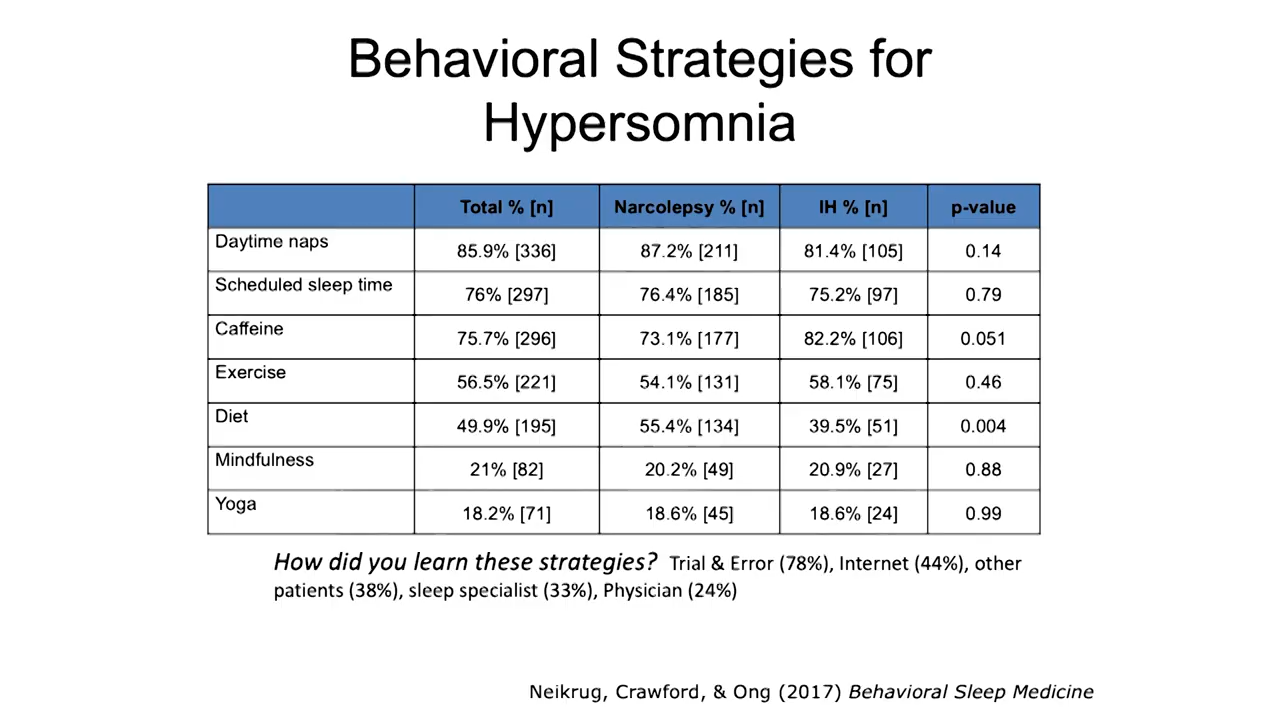 Behavioral Strategies for
Hypersomnia
Total % [n] Narcolepsy % [n] IH % [n] p-value
Daytime naps 85.9% [336] 87.2% [211] 81.4% [105] 0.14
Scheduled sleep time 76% [297] 76.4% [185] 75.2% [97] 0.79
Caffeine 75.7% [296] 73.1% [177] 82.2% [106] 0.051
Exercise 56.5% [221] 54.1% [131] 58.1% [75] 0.46
Diet 49.9% [195] 55.4% [134] 39.5% [51] 0.004
Mindfulness 21% [82] 20.2% [49] 20.9% [27] 0.88
Yoga 18.2% [71] 18.6% [45] 18.6% [24] 0.99
How did you learn these strategies? Trial & Error (78%), Internet (44%), other
patients (38%), sleep specialist (33%), Physician (24%)
Neikrug, Crawford, & Ong (2017) Behavioral Sleep Medicine